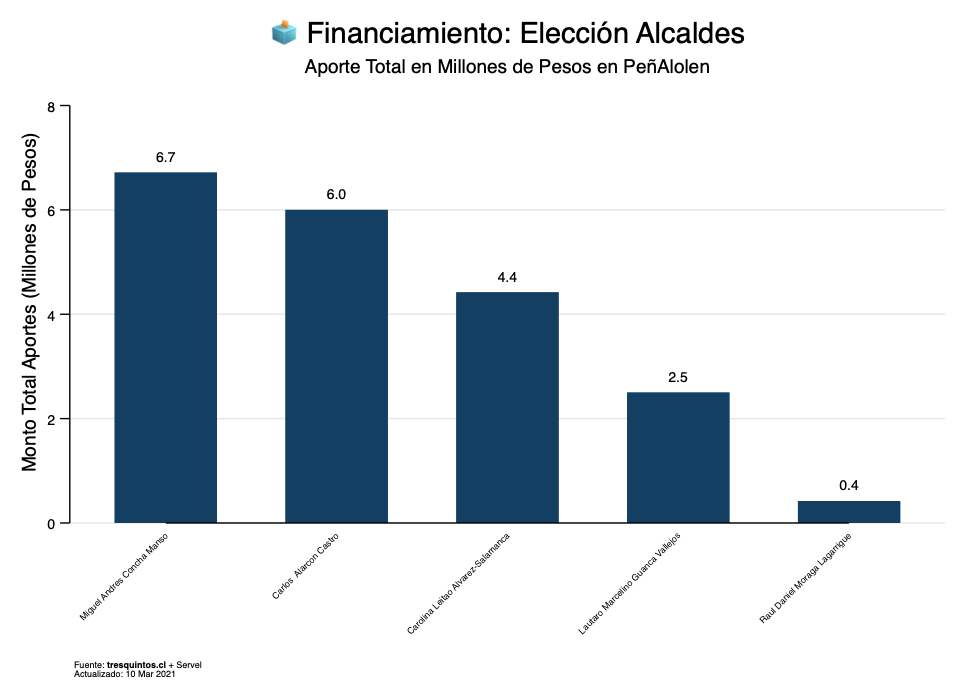 Financiamiento: Elección Alcaldes
Aporte Total en Millones de Pesos en PeñAlolen
Monto Total Aportes (Millones de Pesos)
8
6
4
2
0
6.7
6.0
4.4
2.5
0.4
Miguel Andres Concha Manso
Carlos Alarcon Castro
Carolina Leitao Alvarez-Salamanca
Lautaro Marcelino Guanca Vallejos
Raul Daniel Moraga Lagarrigue
Fuente: tresquintos.cl + Servel
Actualizado: 10 Mar 2021